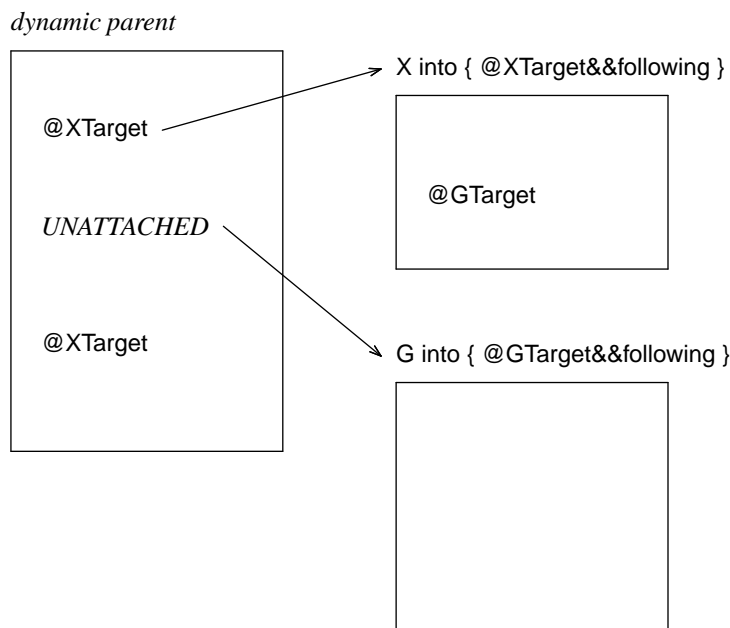 dynamic parent
X into { @XTarget&&following }
@XTarget
@GTarget
UNATTACHED
@XTarget
G into { @GTarget&&following }